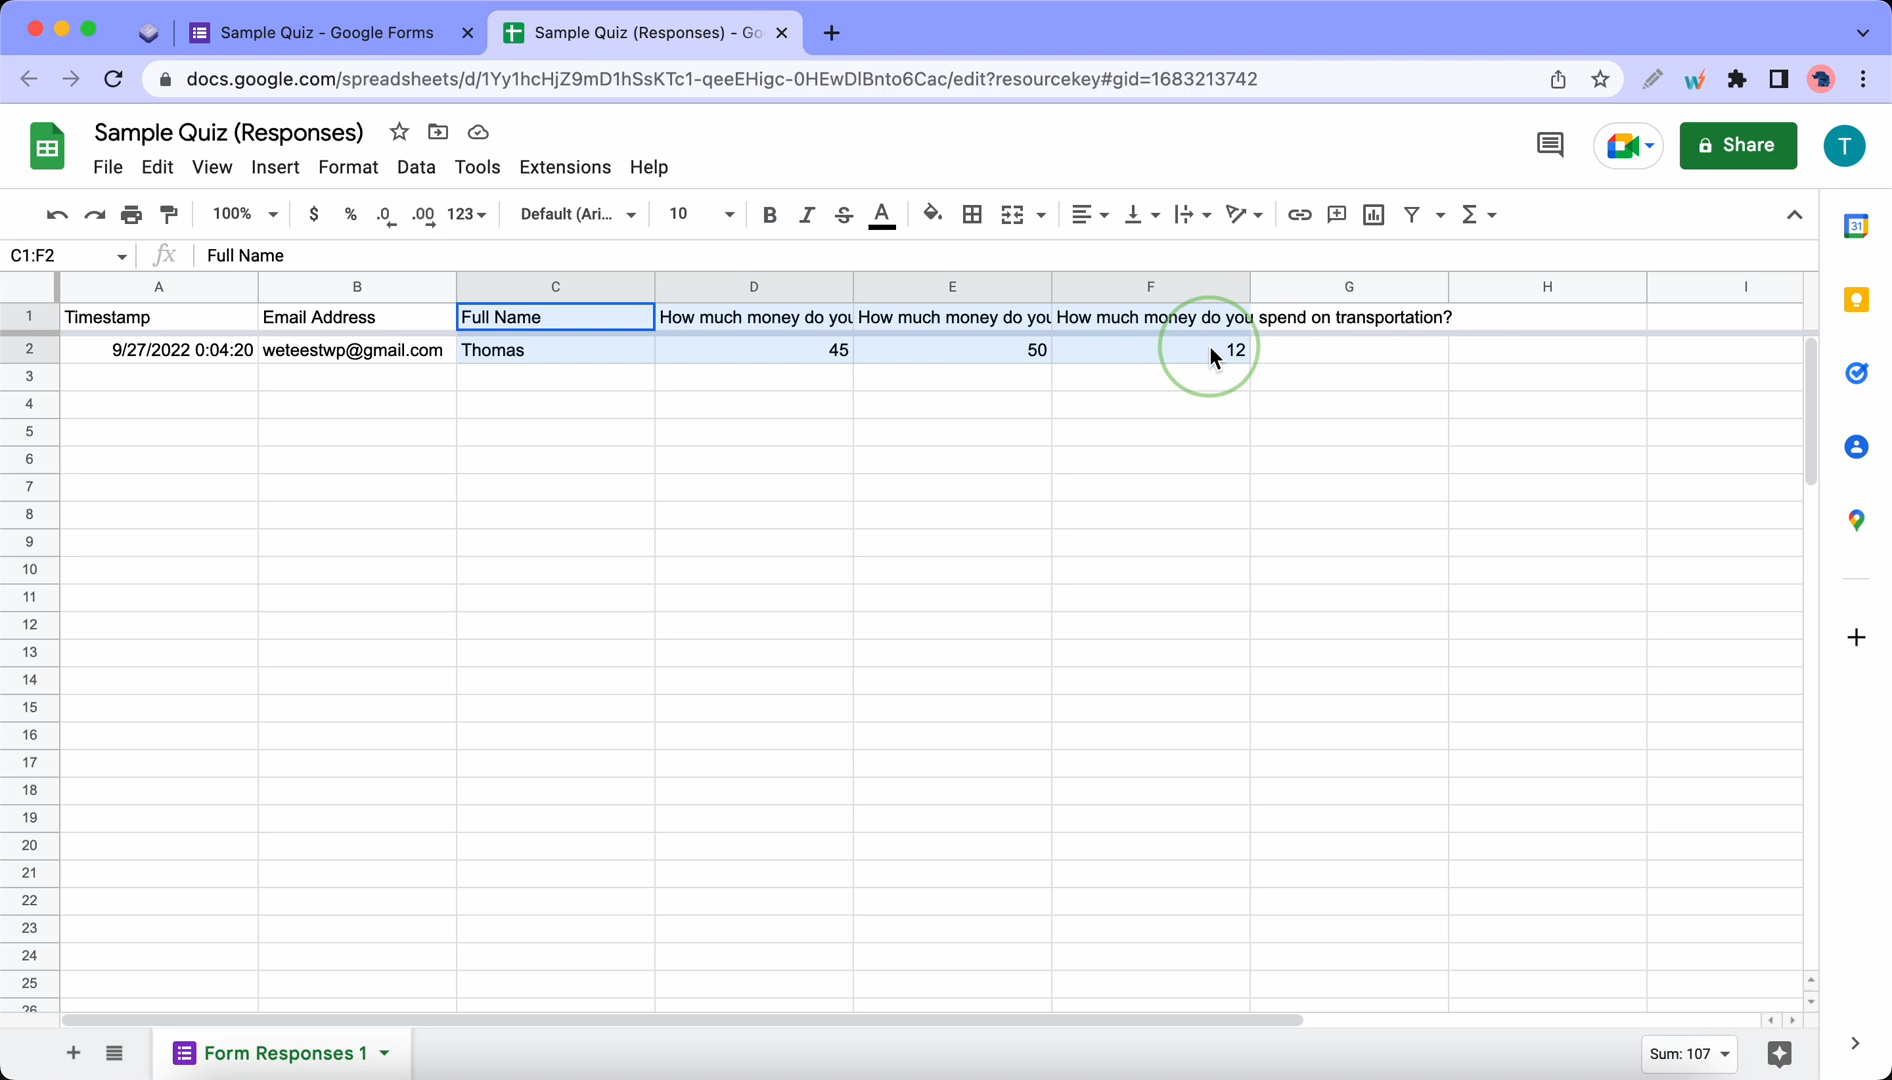 Sample Quiz - Google Forms
Sample Quiz (Responses) - Go
docs.google.com/spreadsheets/d/1Yy1hcHjZ9mD1hSsKTc1-qeeEHigc-0HEwDIBnto6Cac/edit?resourcekey#gid=1683213742
Sample Quiz (Responses)
File Edit View Insert Format Data Tools Extensions Help
Share
T
100% $ % .0 .00 123 Default (Ari... 10 B I S A Σ
31
C1:F2 fx Full Name
A B C D E F G H I
1 Timestamp Email Address Full Name How much money do you How much money do you How much money do you spend on transportation?
2 9/27/2022 0:04:20 weteestwp@gmail.com Thomas 45 50 12
3
4
5
6
7
8
9
10
11
12
13
14
15
16
17
18
19
20
21
22
23
24
25
26
Form Responses 1
Sum: 107